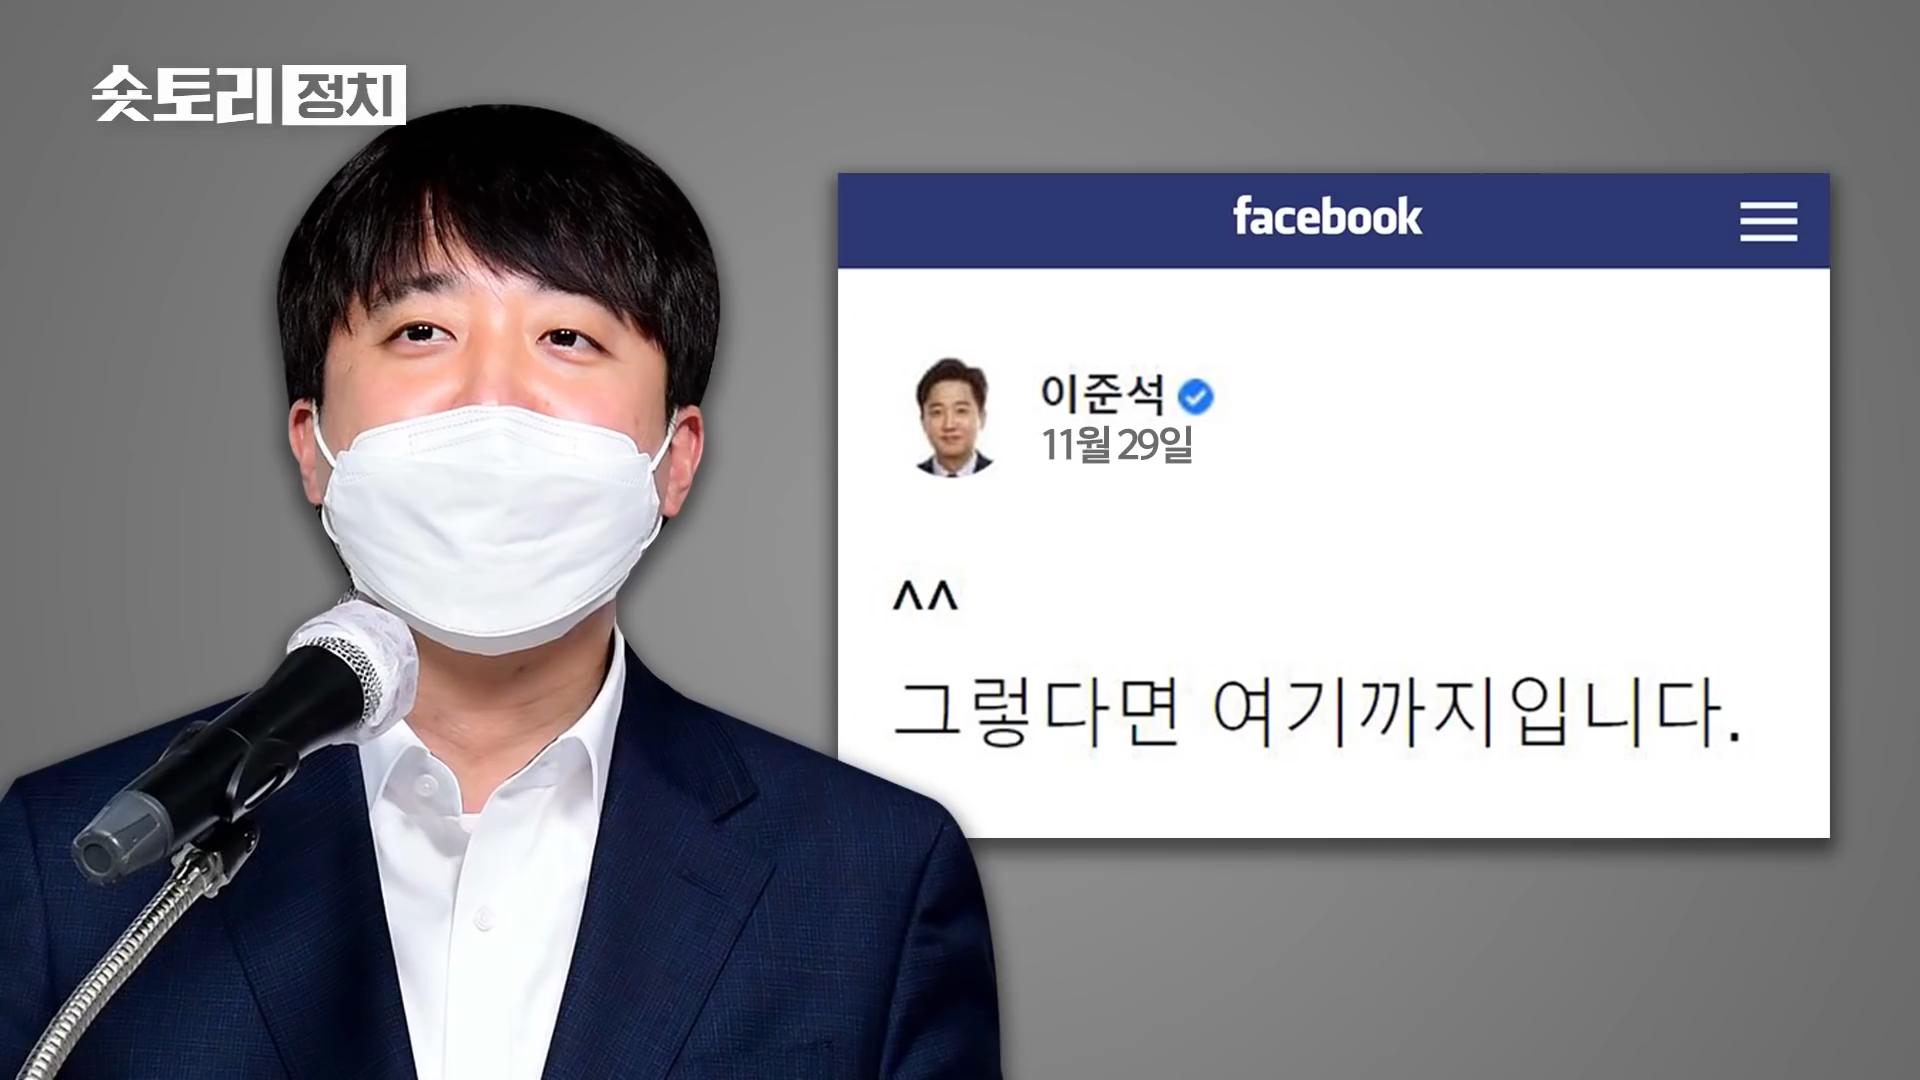 숏토리 정치
facebook
이준석
11월 29일
^^
그렇다면 여기까지입니다.